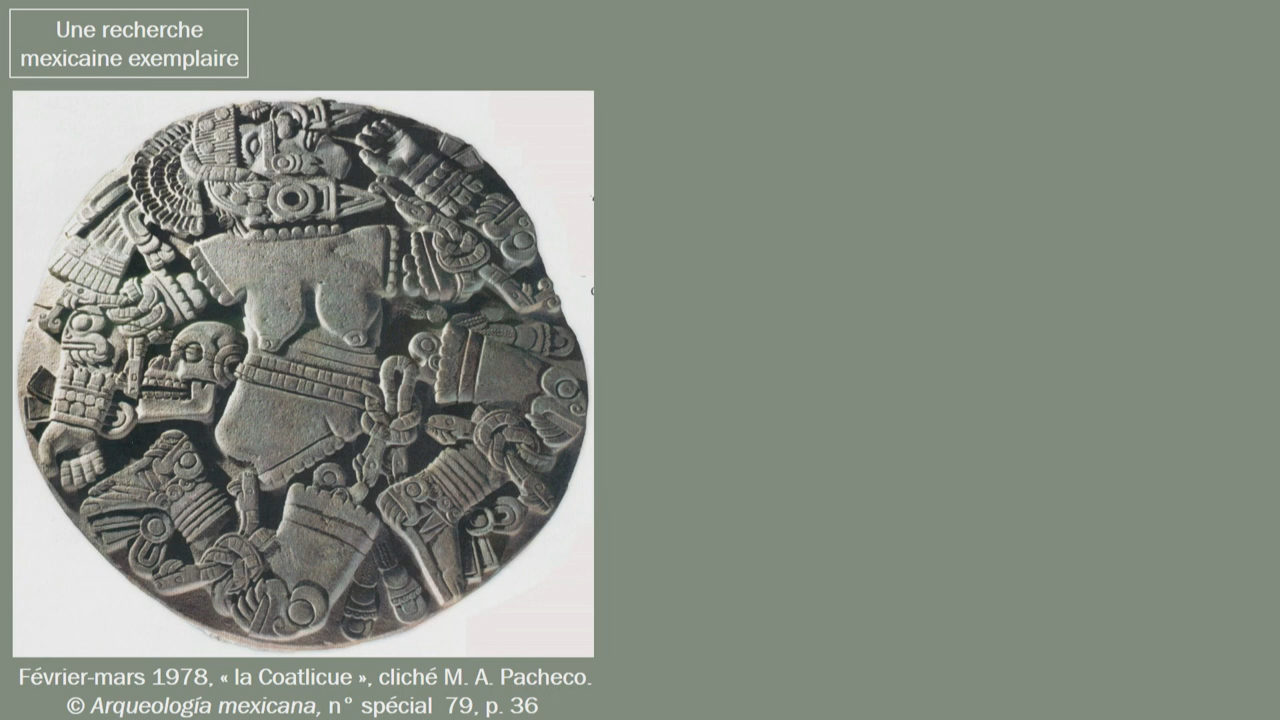 Une recherche
mexicaine exemplaire
Février-mars 1978, « la Coatlicue », cliché M. A. Pacheco.
© Arqueología mexicana, n° spécial 79, p. 36